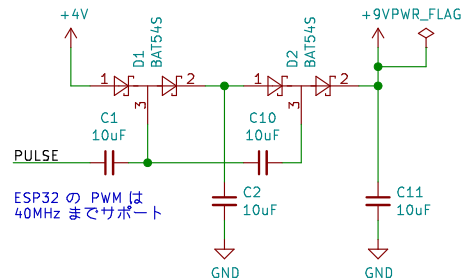 +4V
+9VPWR_FLAG
D1
BAT54S
D2
BAT54S
1
2
1
2
3
3
C1
10uF
C10
10uF
PULSE
ESP32 の PWM は
40MHz までサポート
C2
10uF
C11
10uF
GND
GND